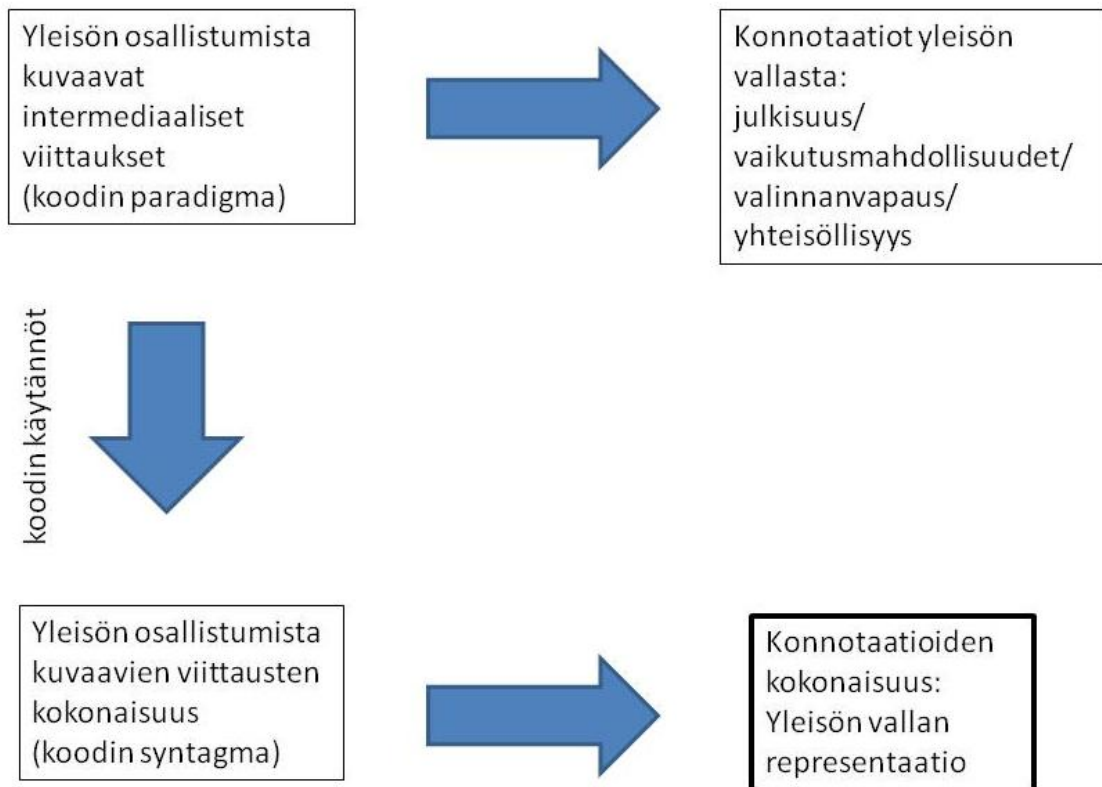 Yleisön osallistumista
kuvaavat
intermediaaliset
viittaukset
(koodin paradigma)
Konnotaatiot yleisön
vallasta:
julkisuus/
vaikutusmahdollisuudet/
valinnanvapaus/
yhteisöllisyys
koodin käytännöt
Yleisön osallistumista
kuvaavien viittausten
kokonaisuus
(koodin syntagma)
Konnotaatioiden
kokonaisuus:
Yleisön vallan
representaatio